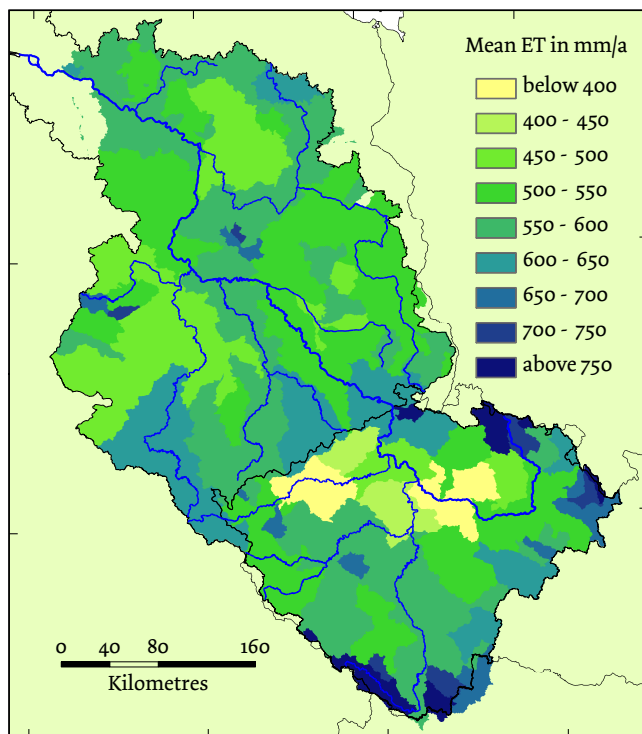 Mean ET in mm/a
below 400
400 - 450
450 - 500
500 - 550
550 - 600
600 - 650
650 - 700
700 - 750
above 750
0 40 80 160
Kilometres